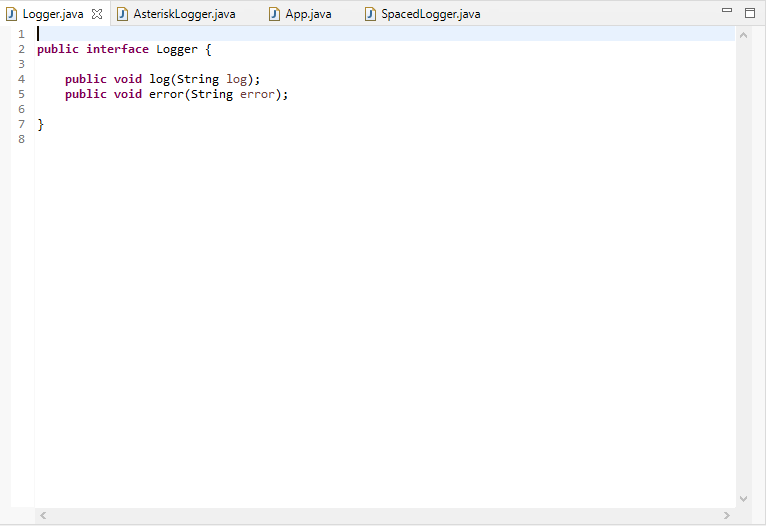 Logger.java AsteriskLogger.java App.java SpacedLogger.java
1
2 public interface Logger {
3
4 public void log(String log);
5 public void error(String error);
6
7 }
8